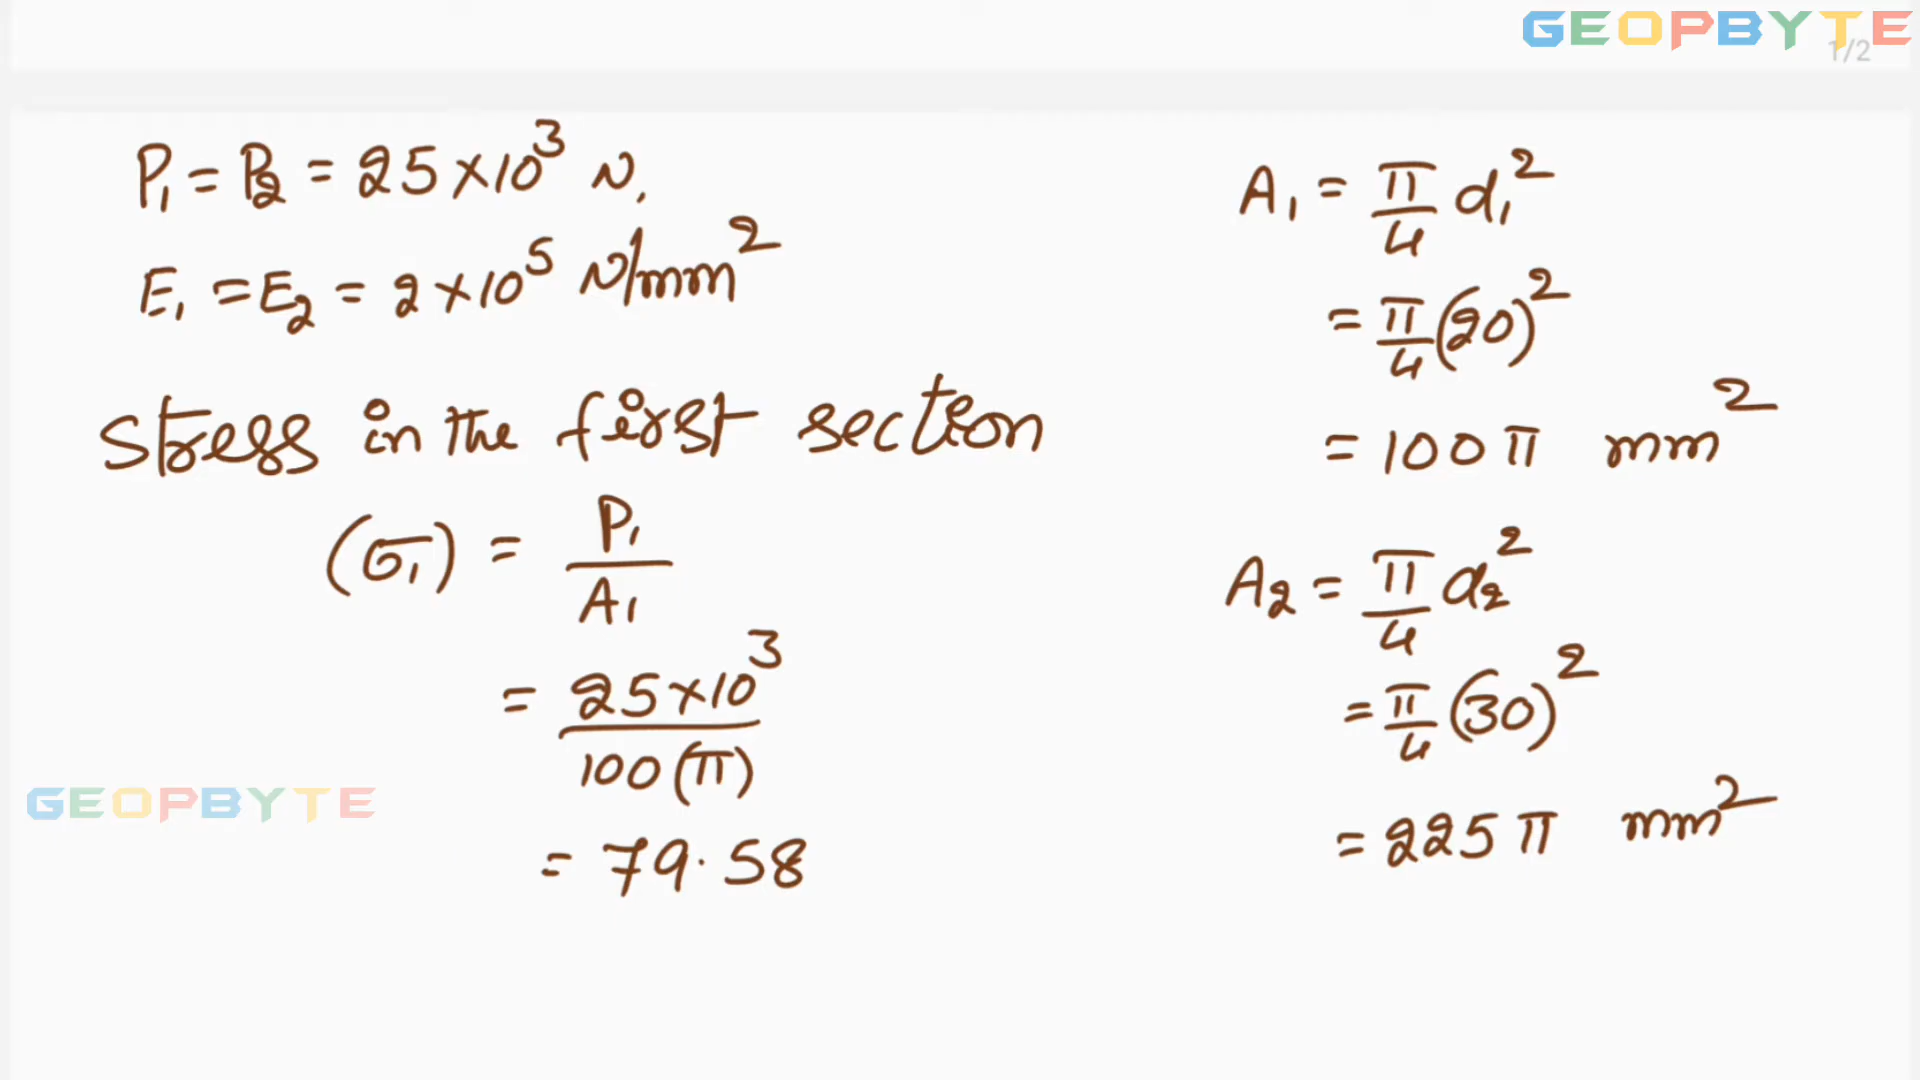 GEOPBYTE
1/2
P₁ = P₂ = 25×10³ N.
E₁ = E₂ = 2×10⁵ N/mm²
Stress in the first section
(σ₁) = P₁/A₁
= 25×10³/100(π)
= 79.58
A₁ = π/4 d₁²
= π/4 (20)²
= 100π mm²
A₂ = π/4 d₂²
= π/4 (30)²
= 225π mm²
GEOPBYTE